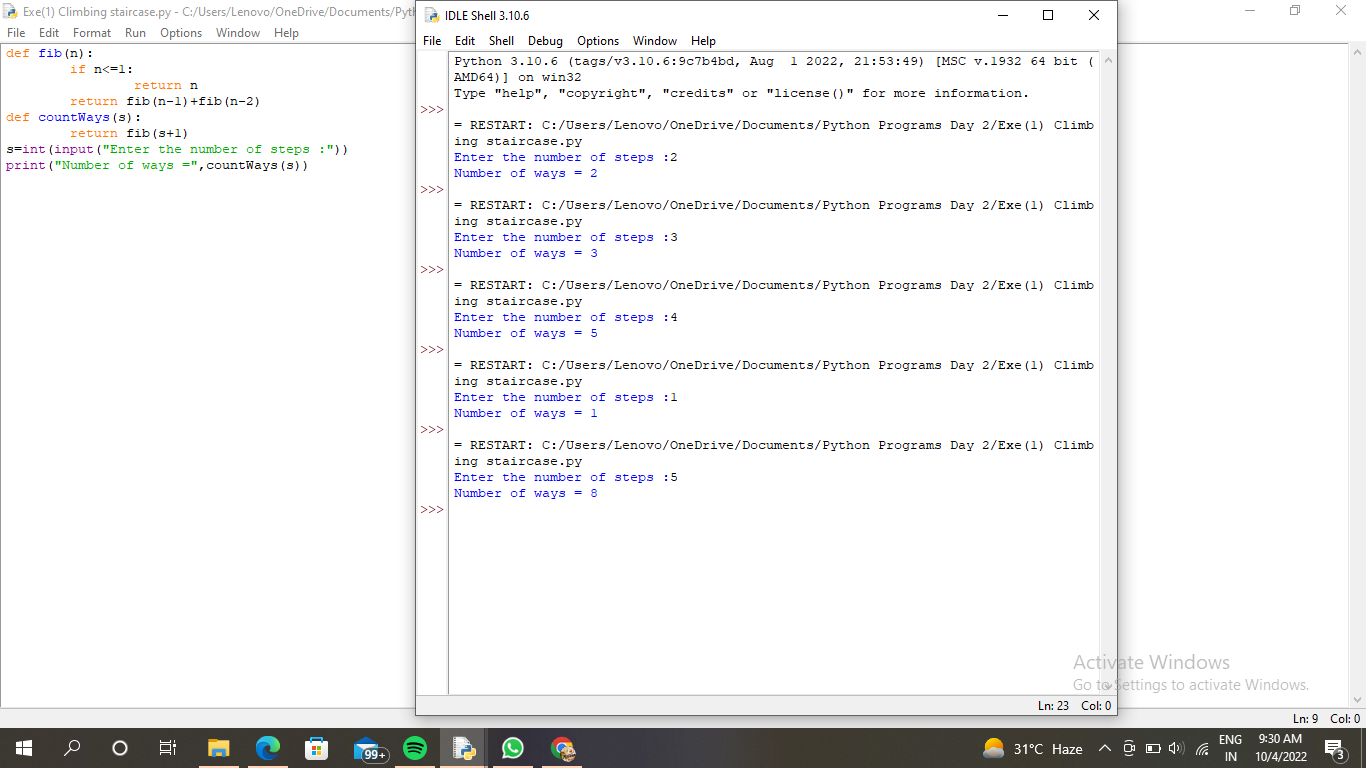 Exe(1) Climbing staircase.py - C:/Users/Lenovo/OneDrive/Documents/Pyth
File Edit Format Run Options Window Help
def fib(n):
        if n<=1:
                return n
        return fib(n-1)+fib(n-2)
def countWays(s):
        return fib(s+1)
s=int(input("Enter the number of steps :"))
print("Number of ways =",countWays(s))
Ln: 9 Col: 0
IDLE Shell 3.10.6
File Edit Shell Debug Options Window Help
Python 3.10.6 (tags/v3.10.6:9c7b4bd, Aug  1 2022, 21:53:49) [MSC v.1932 64 bit (
AMD64)] on win32
Type "help", "copyright", "credits" or "license()" for more information.
>>>
= RESTART: C:/Users/Lenovo/OneDrive/Documents/Python Programs Day 2/Exe(1) Climb
ing staircase.py
Enter the number of steps :2
Number of ways = 2
>>>
= RESTART: C:/Users/Lenovo/OneDrive/Documents/Python Programs Day 2/Exe(1) Climb
ing staircase.py
Enter the number of steps :3
Number of ways = 3
>>>
= RESTART: C:/Users/Lenovo/OneDrive/Documents/Python Programs Day 2/Exe(1) Climb
ing staircase.py
Enter the number of steps :4
Number of ways = 5
>>>
= RESTART: C:/Users/Lenovo/OneDrive/Documents/Python Programs Day 2/Exe(1) Climb
ing staircase.py
Enter the number of steps :1
Number of ways = 1
>>>
= RESTART: C:/Users/Lenovo/OneDrive/Documents/Python Programs Day 2/Exe(1) Climb
ing staircase.py
Enter the number of steps :5
Number of ways = 8
>>>
Ln: 23 Col: 0
Activate Windows
Go to Settings to activate Windows.
99+
31°C Haze
ENG
IN
9:30 AM
10/4/2022
3